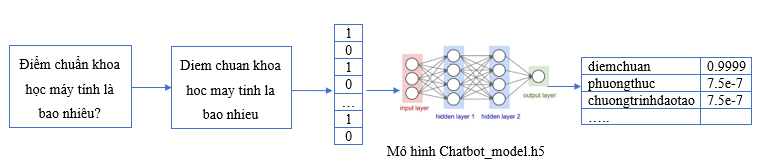 Điểm chuẩn khoa
học máy tính là
bao nhiêu?
Diem chuan khoa
hoc may tinh la
bao nhieu
1
0
1
0
…
1
0
input layer
hidden layer 1
hidden layer 2
output layer
Mô hình Chatbot_model.h5
diemchuan 0.9999
phuongthuc 7.5e-7
chuongtrinhdaotao 7.5e-7
…..